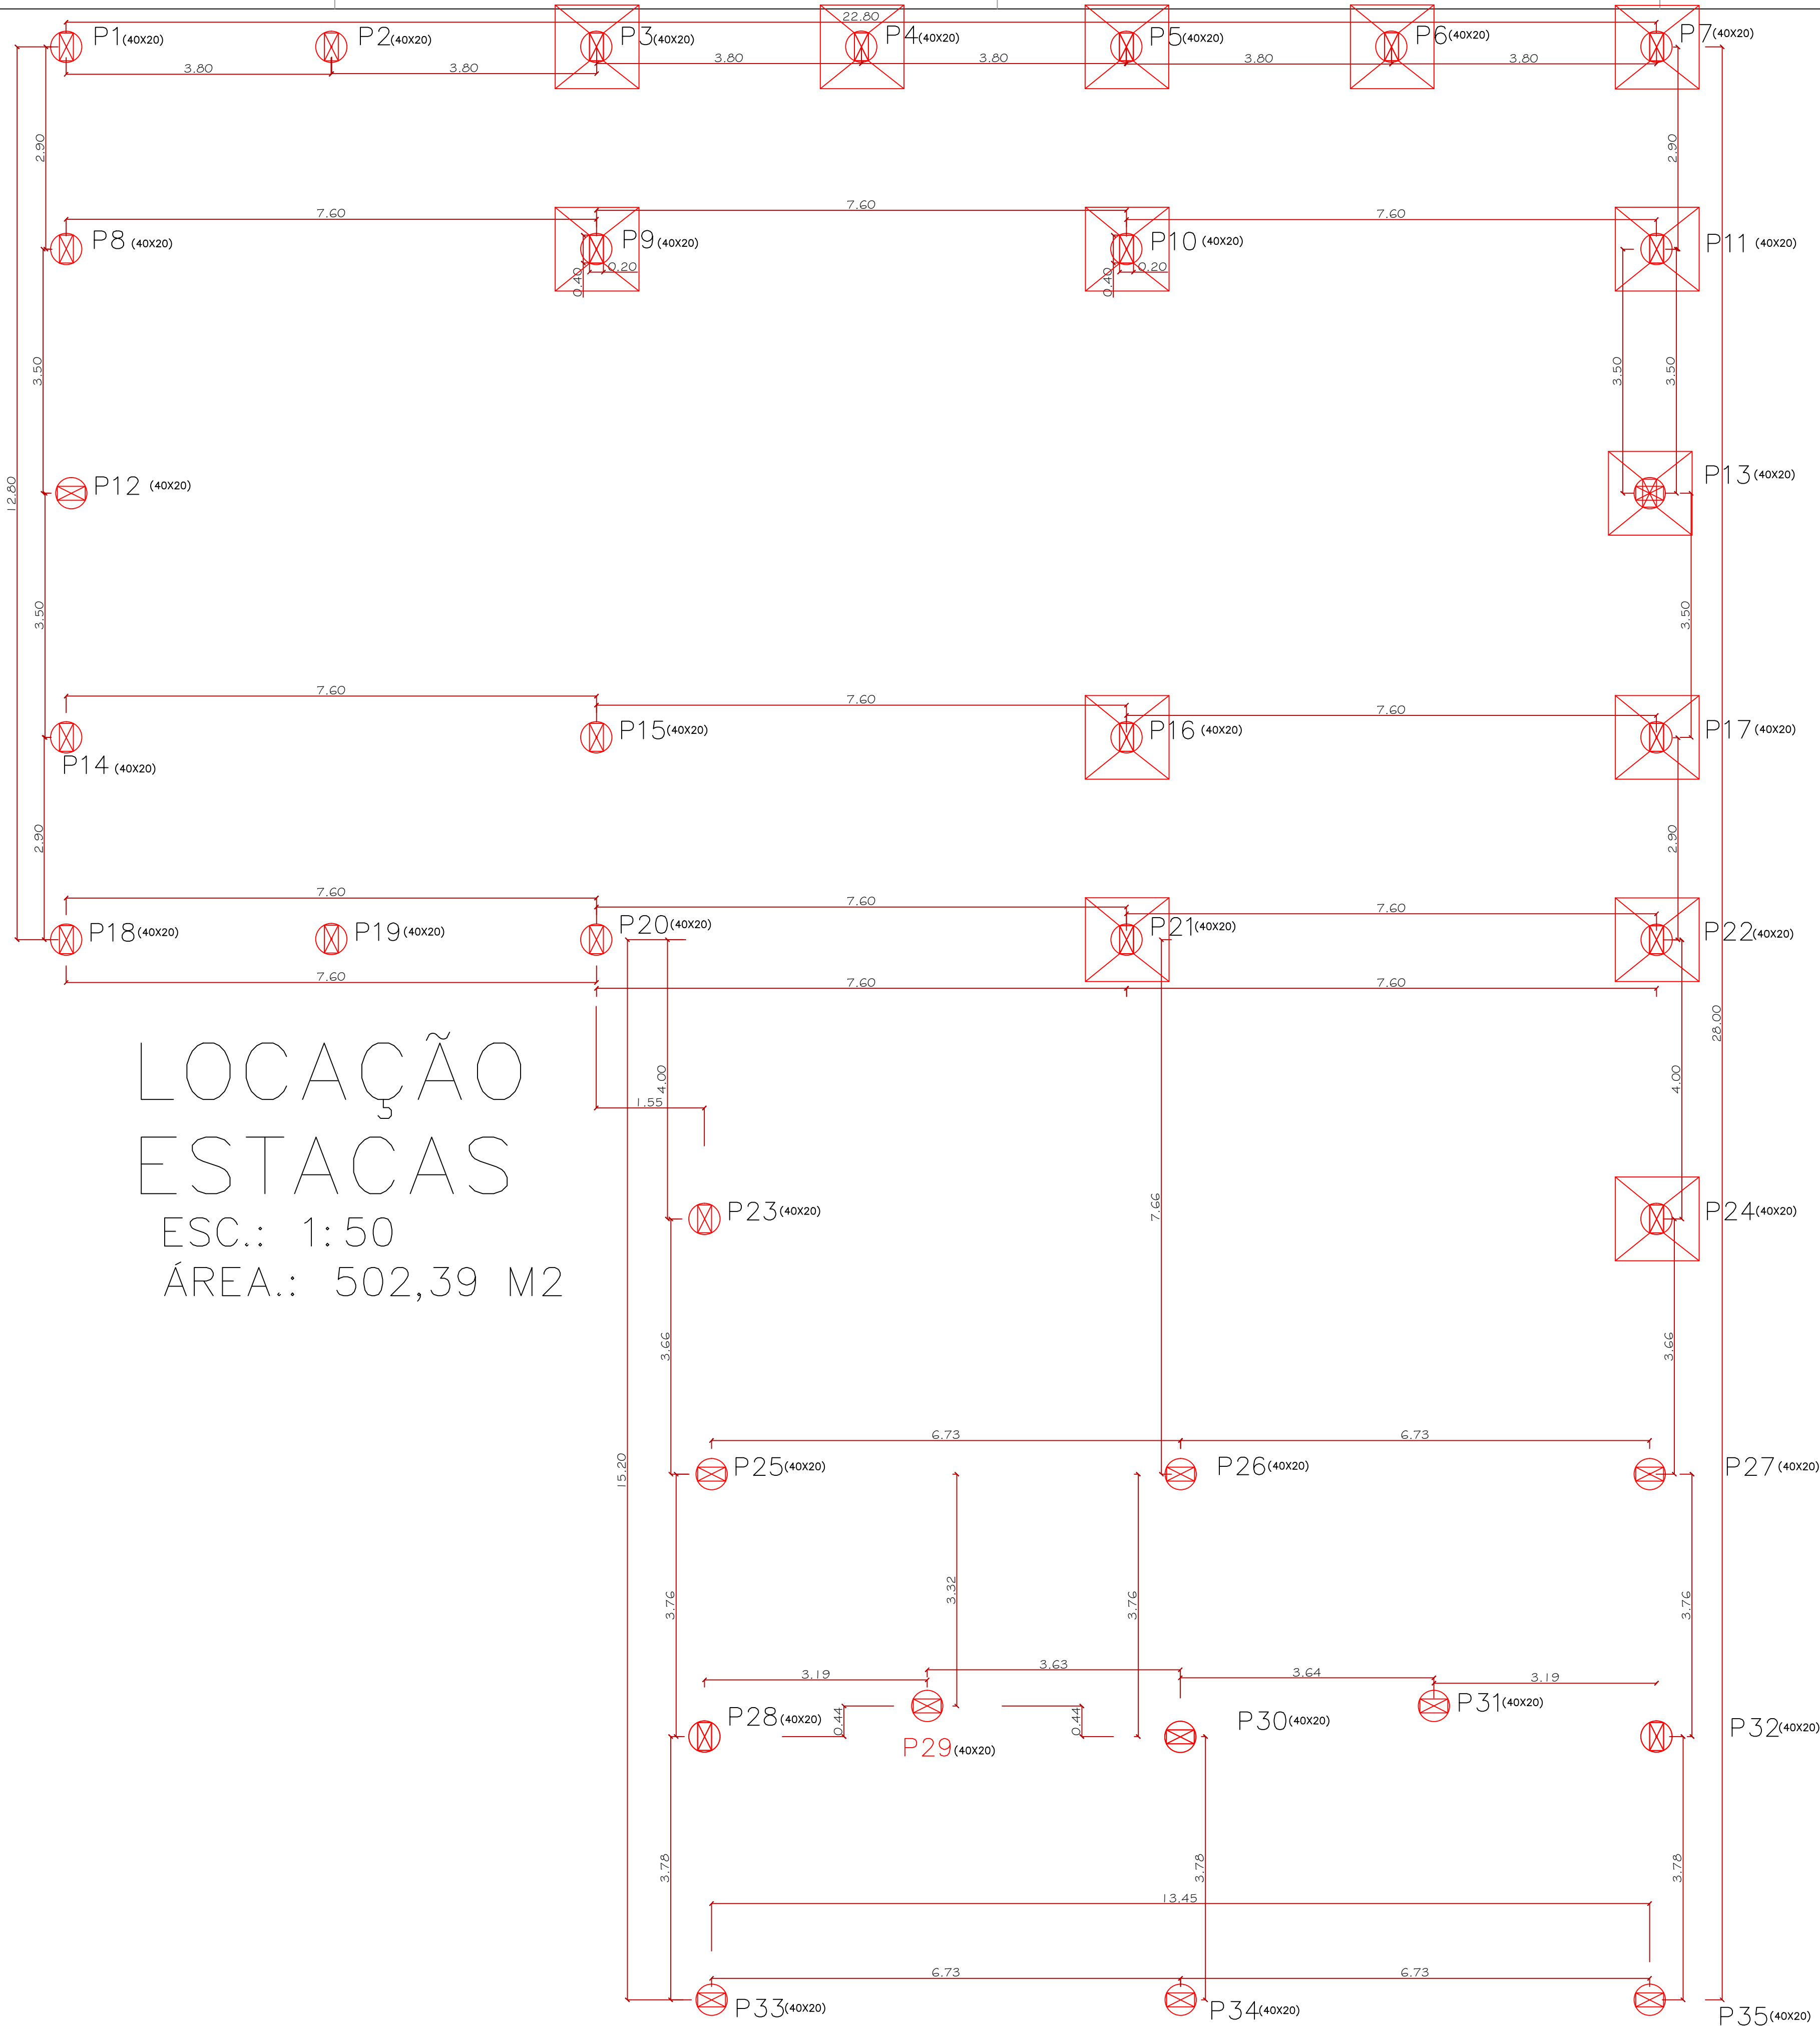 22.80
P1(40X20) P2(40X20) P3(40X20) P4(40X20) P5(40X20) P6(40X20) P7(40X20)
3.80 3.80 3.80 3.80 3.80 3.80
2.90 2.90
7.60 7.60 7.60
P8 (40X20) P9(40X20) P10 (40X20) P11 (40X20)
0.40 0.20 0.40 0.20
3.50 3.50 3.50
12.80 P12 (40X20) P13(40X20)
3.50 3.50
7.60 7.60 7.60
P14 (40X20) P15(40X20) P16 (40X20) P17(40X20)
2.90 2.90
7.60 7.60 7.60
P18(40X20) P19(40X20) P20(40X20) P21(40X20) P22(40X20)
7.60 7.60 7.60
28.00
LOCAÇÃO
4.00 4.00
1.55
ESTACAS
7.66
P23(40X20) P24(40X20)
ESC.: 1:50
ÁREA.: 502,39 M2
3.66 3.66
6.73 6.73
15.20
P25(40X20) P26(40X20) P27(40X20)
3.76 3.32 3.76 3.76
3.19 3.63 3.64 3.19
P28(40X20) 0.44 0.44 P30(40X20) P31(40X20) P32(40X20)
P29(40X20)
3.78 3.78 3.78
13.45
6.73 6.73
P33(40X20) P34(40X20) P35(40X20)